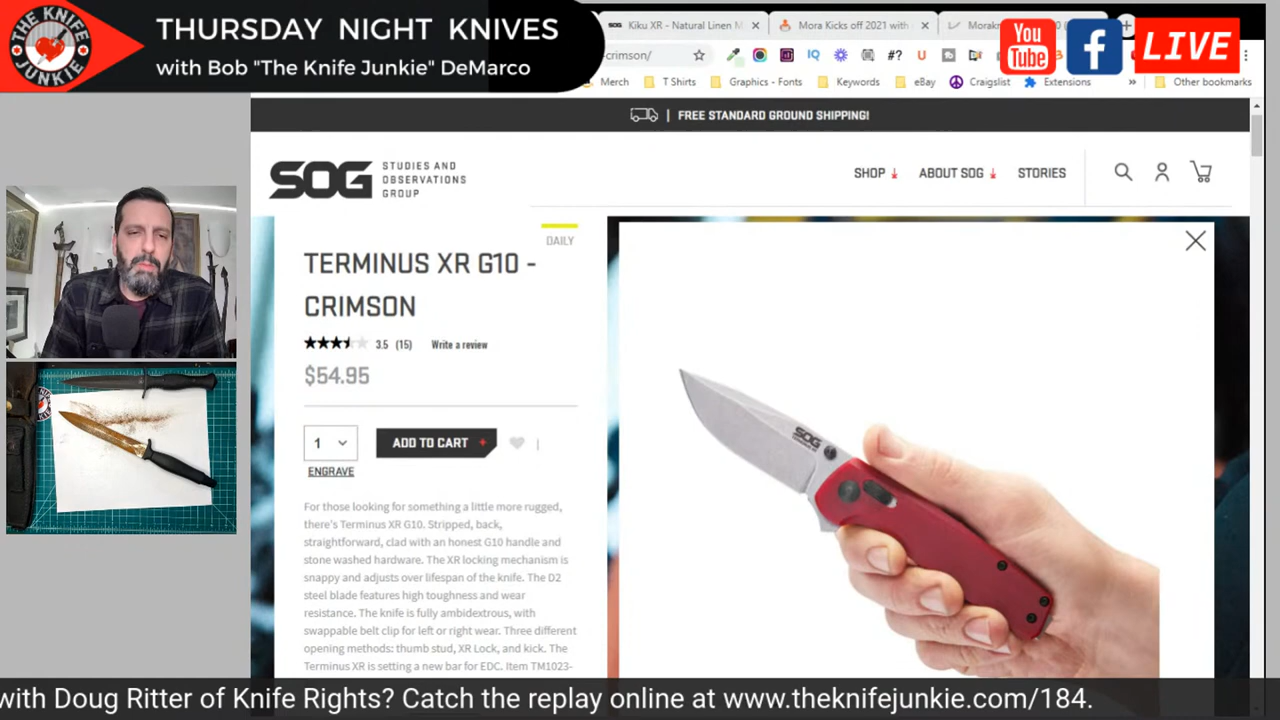 THE KNIFE
JUNKIE
THURSDAY NIGHT KNIVES
with Bob "The Knife Junkie" DeMarco
SOG Kiku XR - Natural Linen M
Mora Kicks off 2021 with
You
Tube
f
LIVE
crimson/
IQ
#?
U
Merch
T Shirts
Graphics - Fonts
Keywords
eBay
Craigslist
Extensions
»
Other bookmarks
FREE STANDARD GROUND SHIPPING!
SOG
STUDIES AND
OBSERVATIONS
GROUP
SHOP
ABOUT SOG
STORIES
DAILY
TERMINUS XR G10 -
CRIMSON
3.5 (15) Write a review
$54.95
1
ADD TO CART +
ENGRAVE
For those looking for something a little more rugged,
there's Terminus XR G10. Stripped, back,
straightforward, clad with an honest G10 handle and
stone washed hardware. The XR locking mechanism is
snappy and adjusts over lifespan of the knife. The D2
steel blade features high toughness and wear
resistance. The knife is fully ambidextrous, with
swappable belt clip for left or right wear. Three different
opening methods: thumb stud, XR Lock, and kick. The
Terminus XR is setting a new bar for EDC. Item TM1023-
SOG
with Doug Ritter of Knife Rights? Catch the replay online at www.theknifejunkie.com/184.